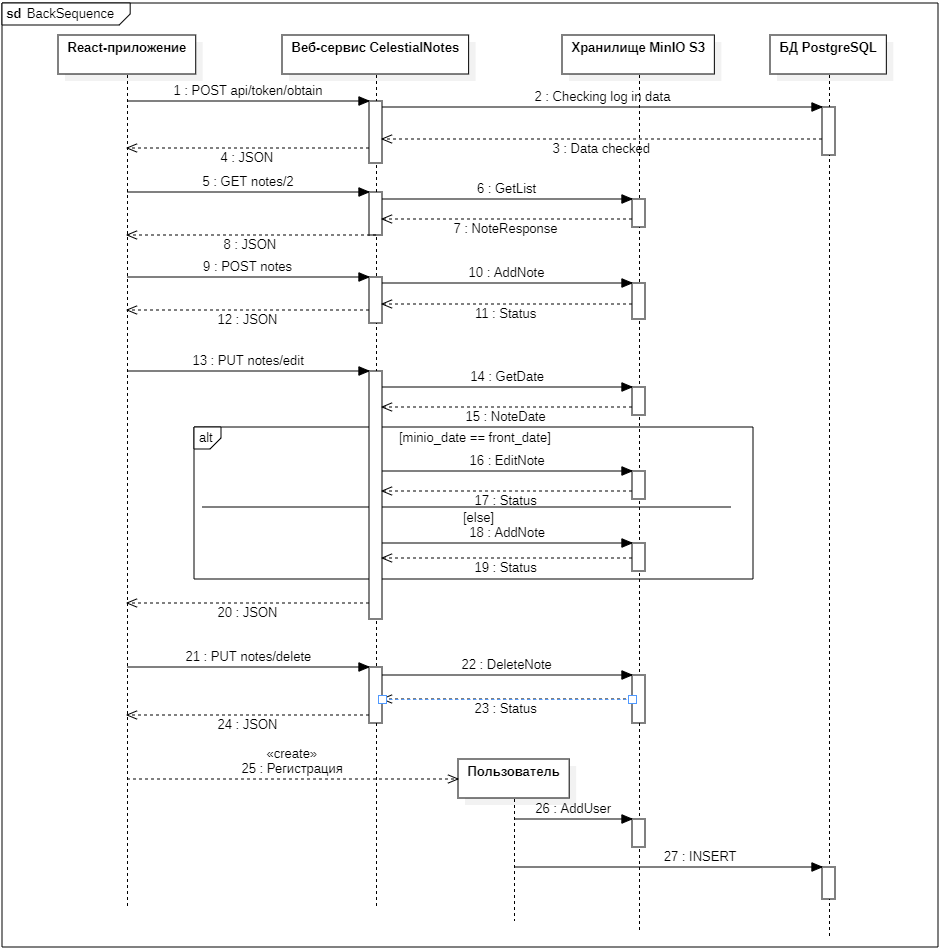 sd BackSequence
React-приложение
Веб-сервис CelestialNotes
Хранилище MinIO S3
БД PostgreSQL
1 : POST api/token/obtain
2 : Checking log in data
3 : Data checked
4 : JSON
5 : GET notes/2
6 : GetList
7 : NoteResponse
8 : JSON
9 : POST notes
10 : AddNote
11 : Status
12 : JSON
13 : PUT notes/edit
14 : GetDate
15 : NoteDate
alt
[minio_date == front_date]
16 : EditNote
17 : Status
[else]
18 : AddNote
19 : Status
20 : JSON
21 : PUT notes/delete
22 : DeleteNote
23 : Status
24 : JSON
«create»
25 : Регистрация
Пользователь
26 : AddUser
27 : INSERT